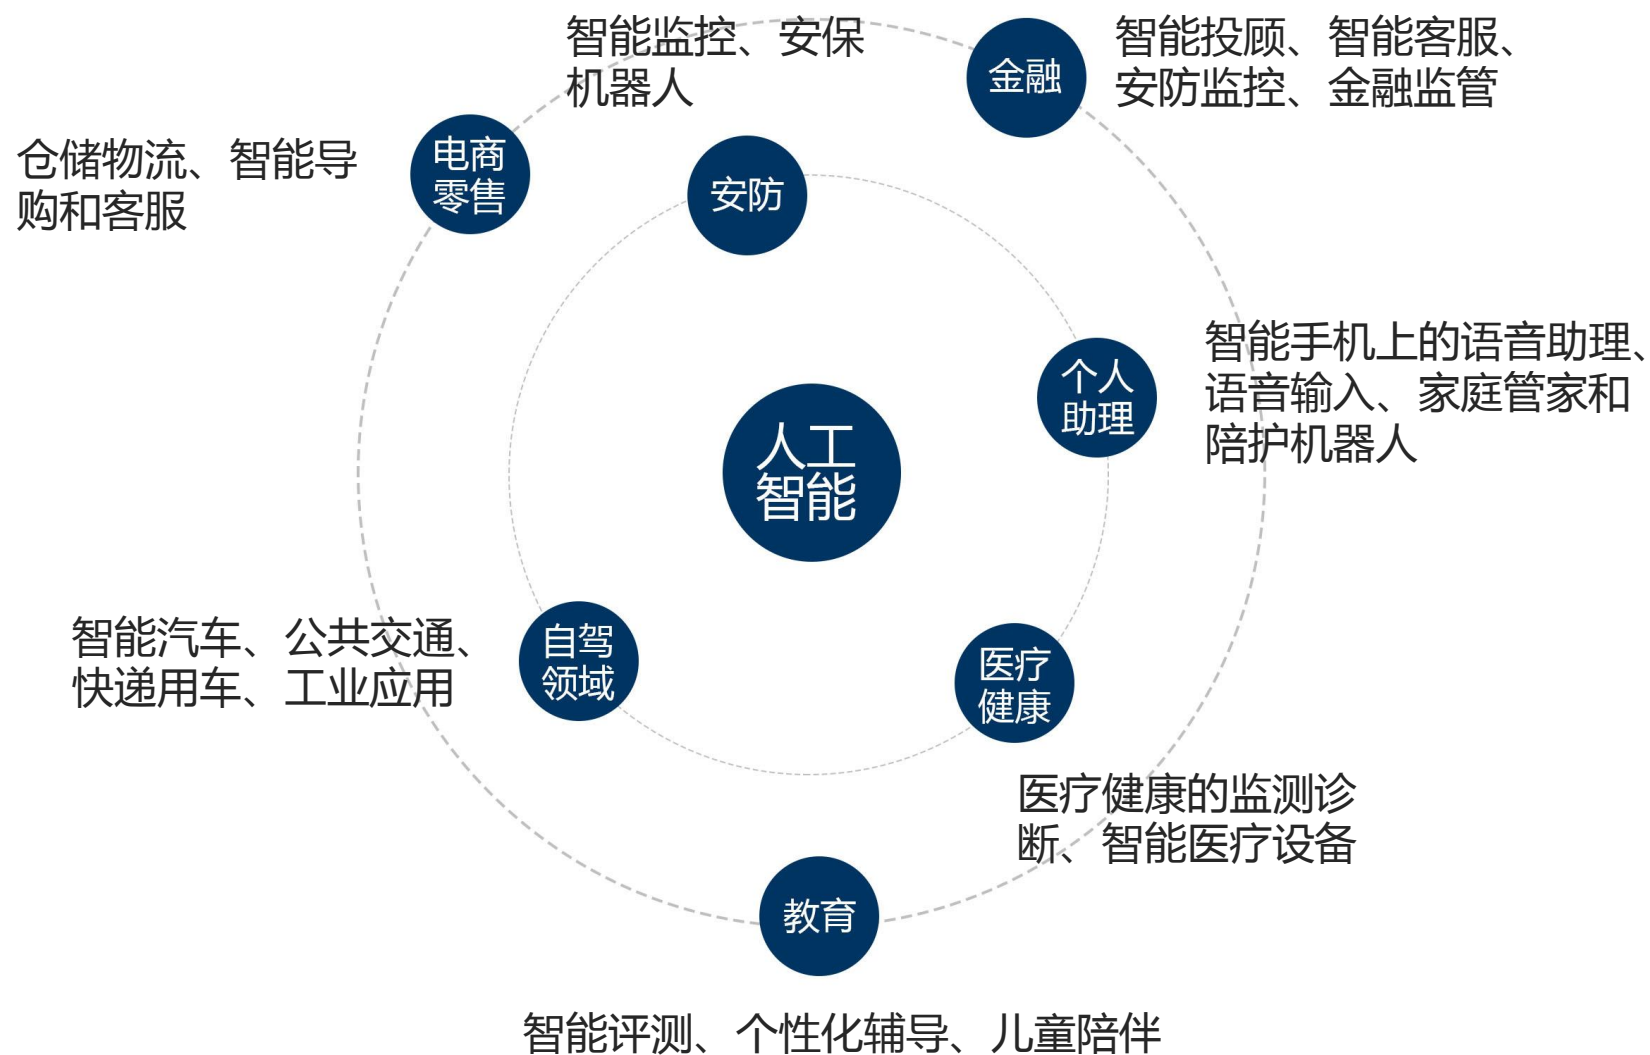 智能监控、安保
机器人
金融
智能投顾、智能客服、
安防监控、金融监管
仓储物流、智能导
购和客服
电商
零售
安防
个人
助理
智能手机上的语音助理、
语音输入、家庭管家和
陪护机器人
人工
智能
智能汽车、公共交通、
快递用车、工业应用
自驾
领域
医疗
健康
医疗健康的监测诊
断、智能医疗设备
教育
智能评测、个性化辅导、儿童陪伴